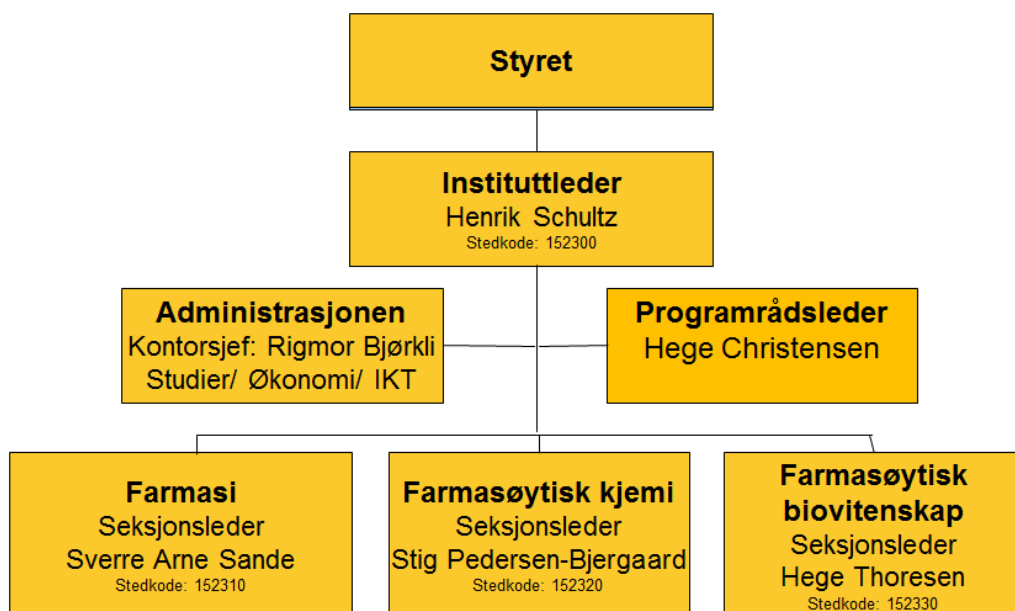 Styret
Instituttleder
Henrik Schultz
Stedkode: 152300
Administrasjonen
Kontorsjef: Rigmor Bjørkli
Studier/ Økonomi/ IKT
Programrådsleder
Hege Christensen
Farmasi
Seksjonsleder
Sverre Arne Sande
Stedkode: 152310
Farmasøytisk kjemi
Seksjonsleder
Stig Pedersen-Bjergaard
Stedkode: 152320
Farmasøytisk
biovitenskap
Seksjonsleder
Hege Thoresen
Stedkode: 152330